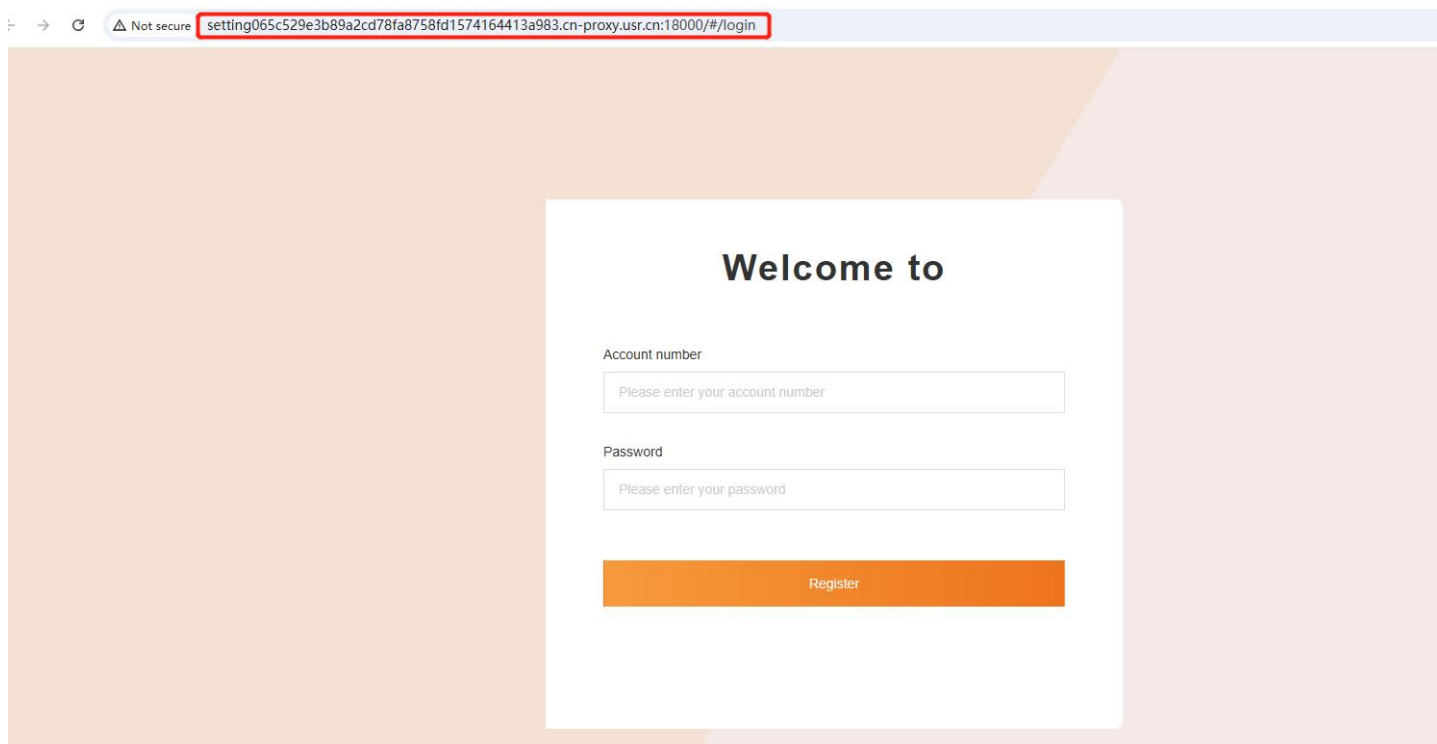 Not secure setting065c529e3b89a2cd78fa8758fd1574164413a983.cn-proxy.usr.cn:18000/#/login
Welcome to
Account number
Please enter your account number
Password
Please enter your password
Register